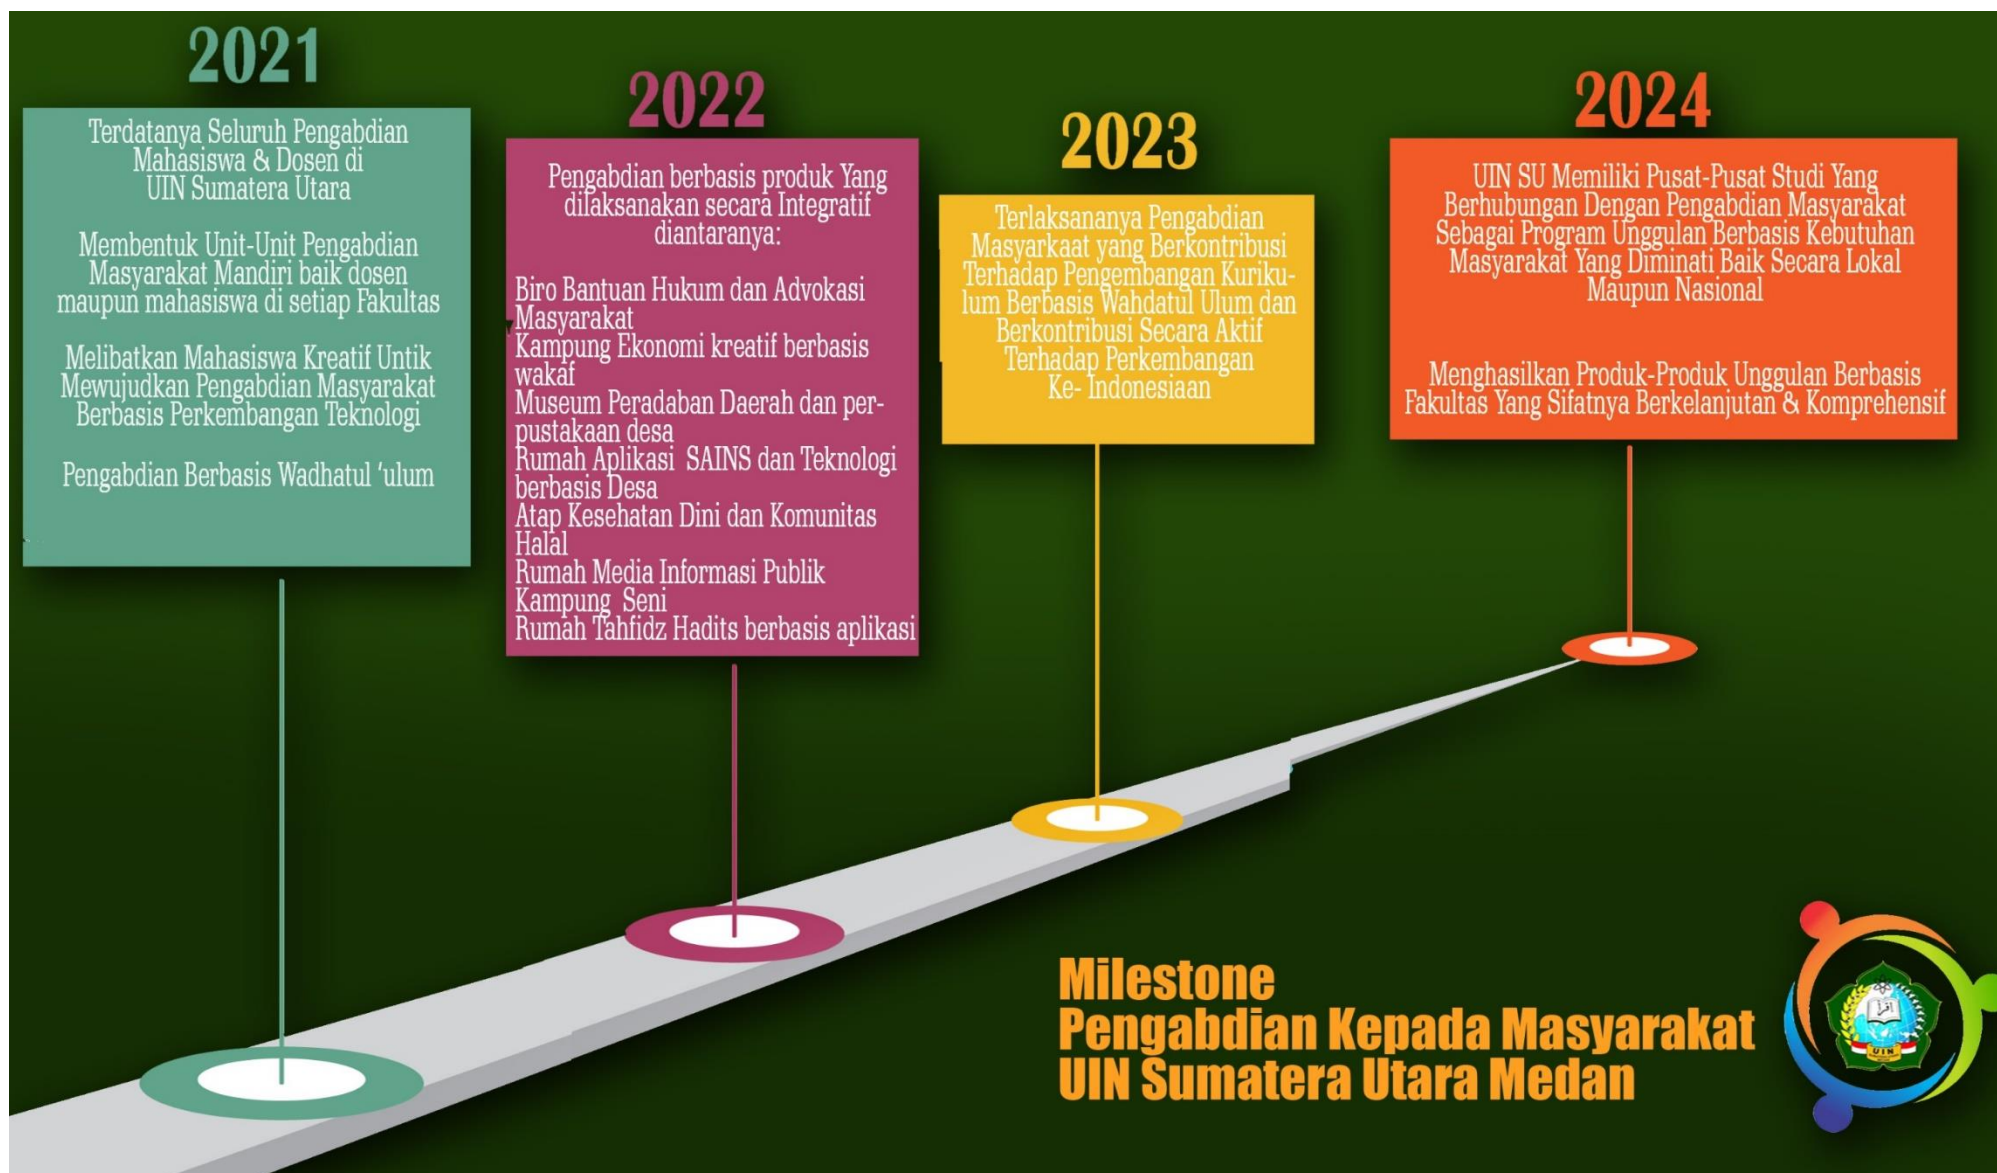 2021
Terdatanya Seluruh Pengabdian
Mahasiswa & Dosen di
UIN Sumatera Utara
Membentuk Unit-Unit Pengabdian
Masyarakat Mandiri baik dosen
maupun mahasiswa di setiap Fakultas
Melibatkan Mahasiswa Kreatif Untik
Mewujudkan Pengabdian Masyarakat
Berbasis Perkembangan Teknologi
Pengabdian Berbasis Wadhatul ‘ulum
2022
Pengabdian berbasis produk Yang
dilaksanakan secara Integratif
diantaranya:
Biro Bantuan Hukum dan Advokasi
Masyarakat
Kampung Ekonomi kreatif berbasis
wakaf
Museum Peradaban Daerah dan per-
pustakaan desa
Rumah Aplikasi SAINS dan Teknologi
berbasis Desa
Atap Kesehatan Dini dan Komunitas
Halal
Rumah Media Informasi Publik
Kampung Seni
Rumah Tahfidz Hadits berbasis aplikasi
2023
Terlaksananya Pengabdian
Masyarkaat yang Berkontribusi
Terhadap Pengembangan Kuriku-
lum Berbasis Wahdatul Ulum dan
Berkontribusi Secara Aktif
Terhadap Perkembangan
Ke- Indonesiaan
2024
UIN SU Memiliki Pusat-Pusat Studi Yang
Berhubungan Dengan Pengabdian Masyarakat
Sebagai Program Unggulan Berbasis Kebutuhan
Masyarakat Yang Diminati Baik Secara Lokal
Maupun Nasional
Menghasilkan Produk-Produk Unggulan Berbasis
Fakultas Yang Sifatnya Berkelanjutan & Komprehensif
Milestone
Pengabdian Kepada Masyarakat
UIN Sumatera Utara Medan
UIN